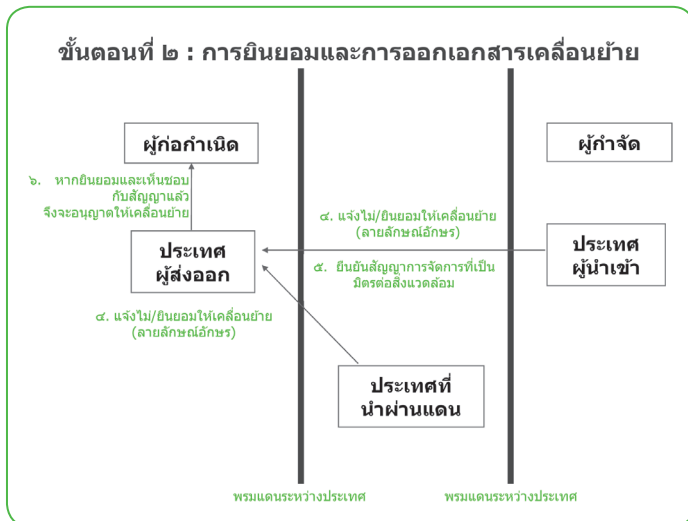 ขั้นตอนที่ ๒ : การยินยอมและการออกเอกสารเคลื่อนย้าย
ผู้ก่อกำเนิด
ผู้กำจัด
๖. หากยินยอมและเห็นชอบ
กับสัญญาแล้ว
จึงจะอนุญาตให้เคลื่อนย้าย
๔. แจ้งไม่/ยินยอมให้เคลื่อนย้าย
(ลายลักษณ์อักษร)
ประเทศ
ผู้ส่งออก
ประเทศ
ผู้นำเข้า
๕. ยืนยันสัญญาการจัดการที่เป็น
มิตรต่อสิ่งแวดล้อม
๔. แจ้งไม่/ยินยอมให้เคลื่อนย้าย
(ลายลักษณ์อักษร)
ประเทศที่
นำผ่านแดน
พรมแดนระหว่างประเทศ
พรมแดนระหว่างประเทศ